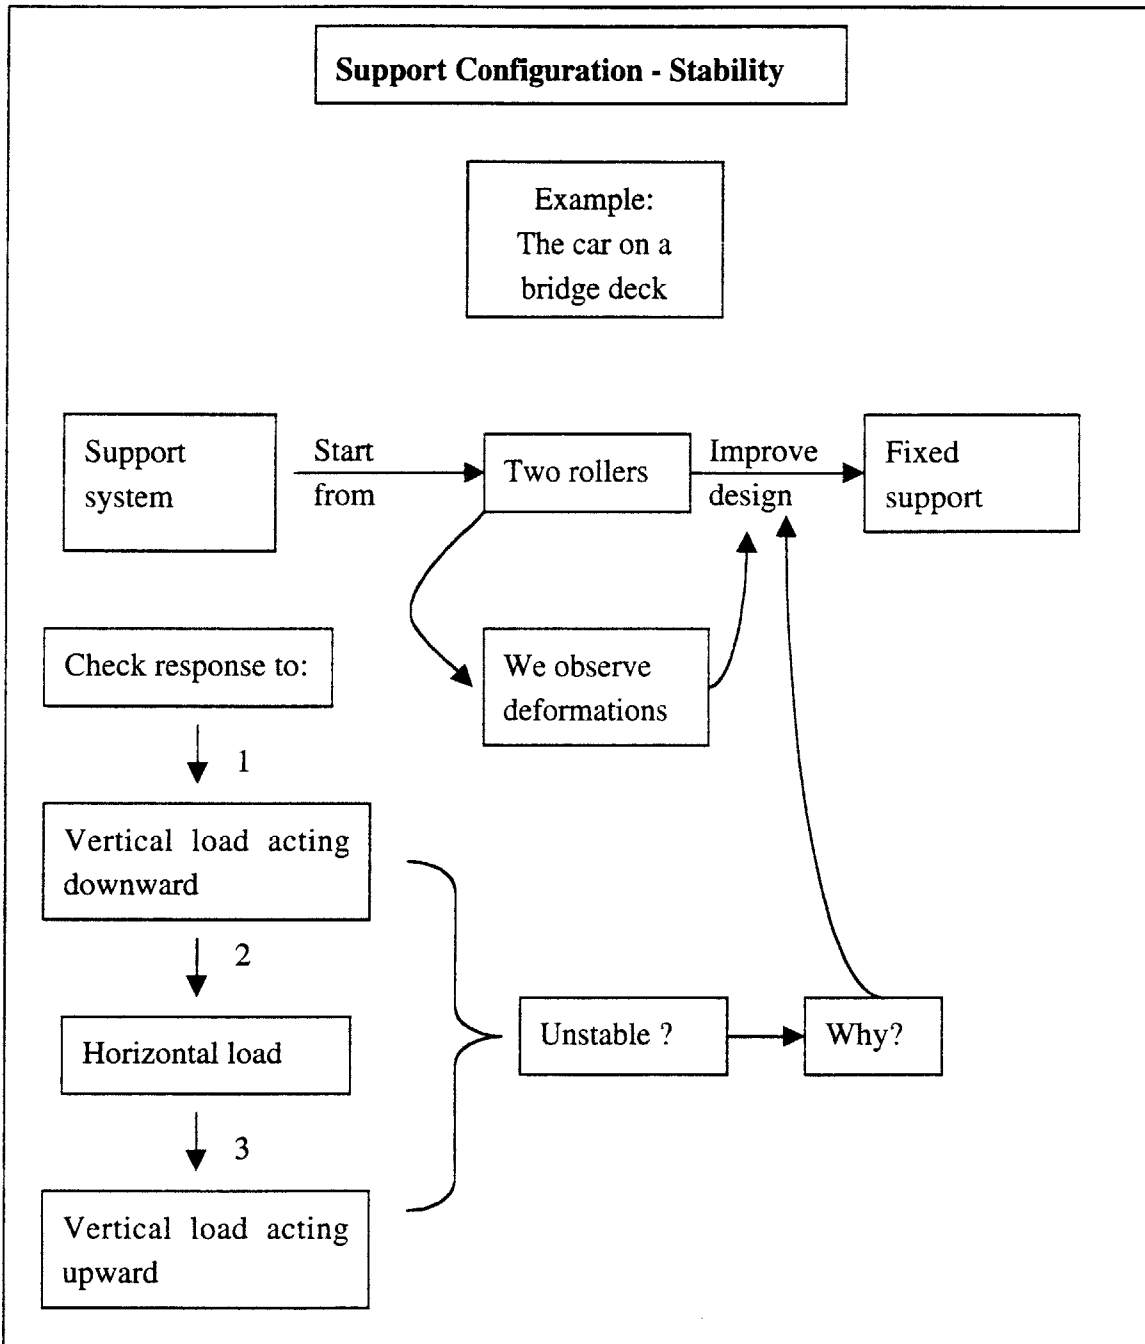 Support Configuration - Stability
Example:
The car on a
bridge deck
Support
system
Start
from
Two rollers
Improve
design
Fixed
support
Check response to:
We observe
deformations
1
Vertical load acting
downward
2
Horizontal load
Unstable ?
Why?
3
Vertical load acting
upward